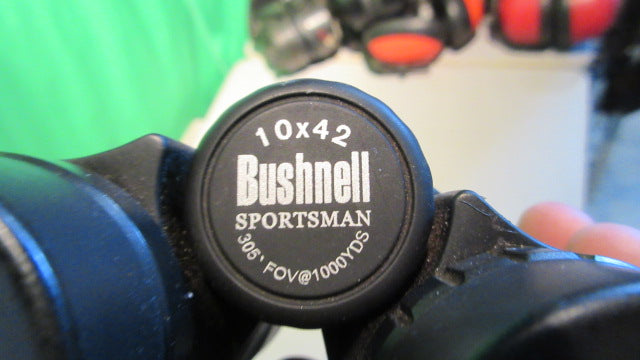 10x42
Bushnell
SPORTSMAN
305' FOV@1000YDS